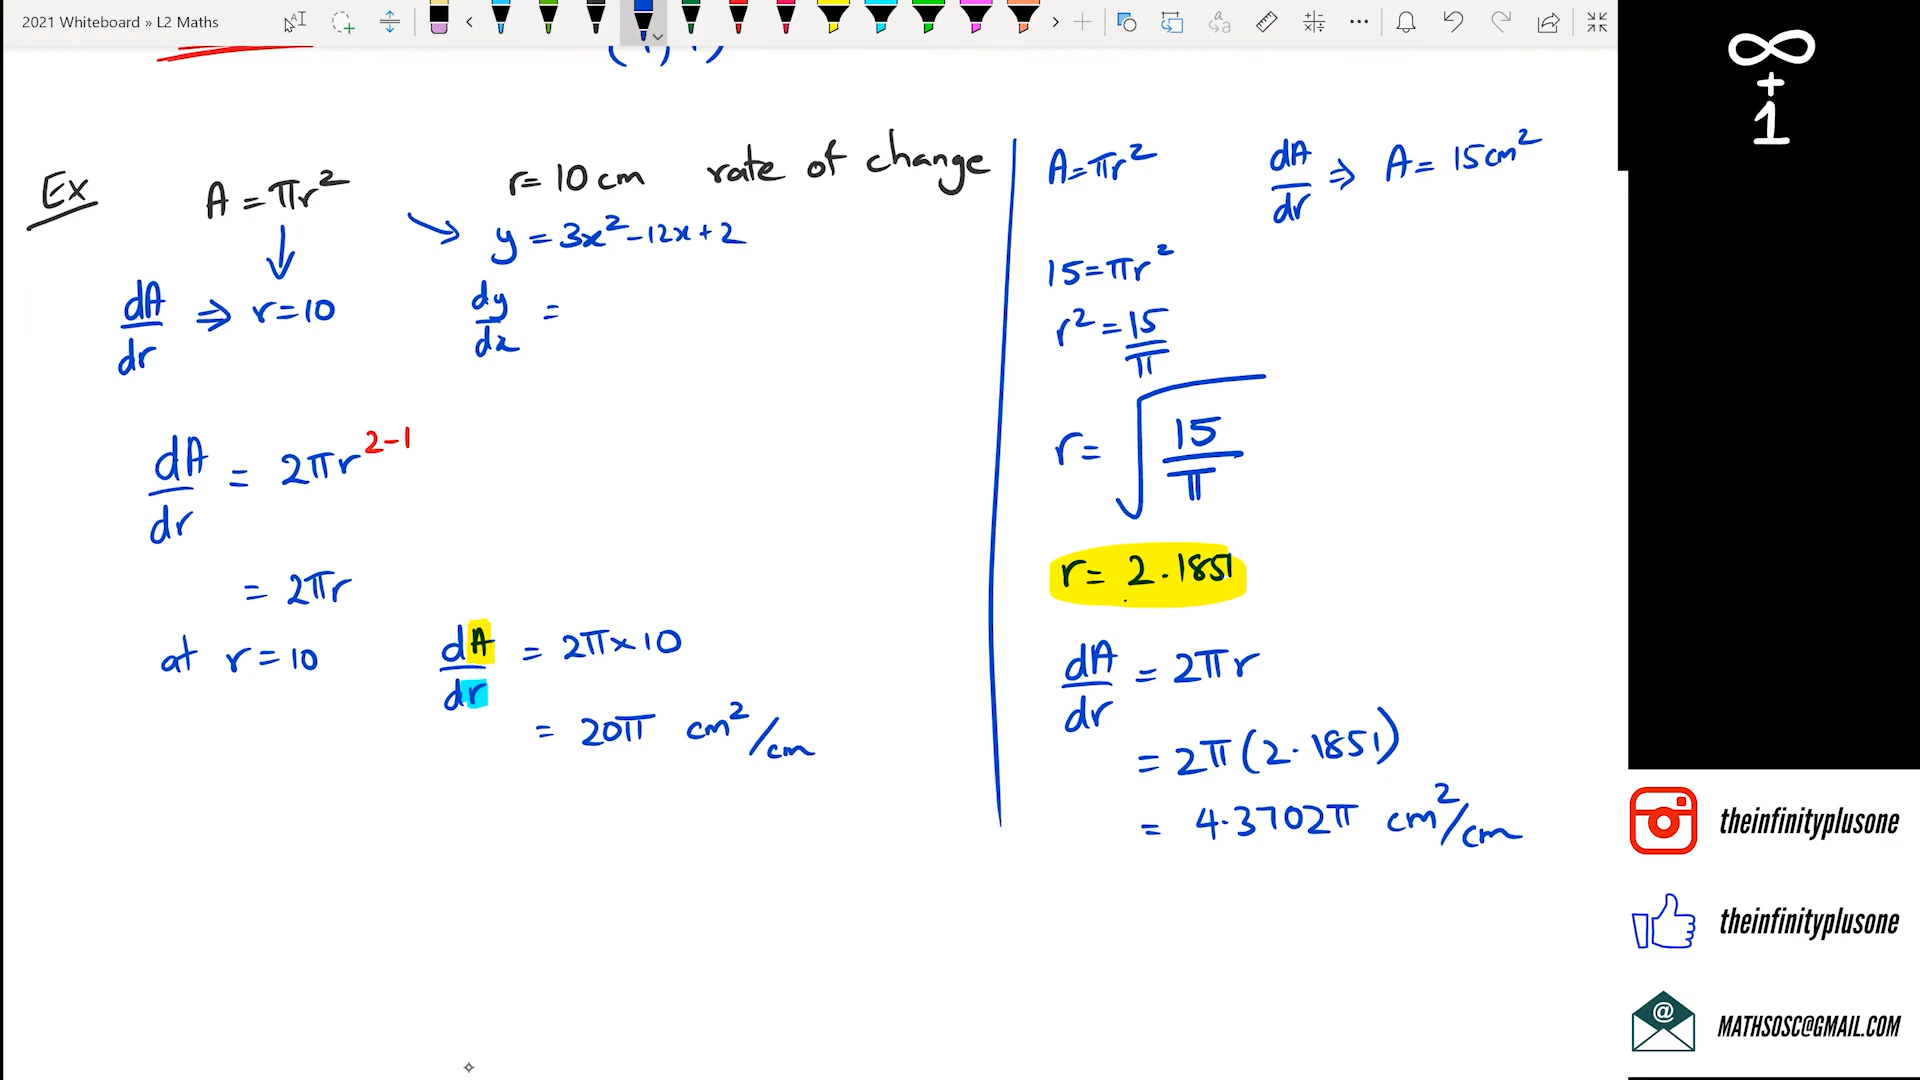 2021 Whiteboard » L2 Maths
∞
+
1
Ex A = πr² r = 10 cm rate of change
y = 3x² - 12x + 2
dA/dr ⇒ r = 10 dy/dx =
dA/dr = 2πr²⁻¹
= 2πr
at r = 10 dA/dr = 2π × 10
= 20π cm²/cm
A = πr² dA/dr ⇒ A = 15cm²
15 = πr²
r² = 15/π
r = √(15/π)
r = 2.1851
dA/dr = 2πr
= 2π(2.1851)
= 4.3702π cm²/cm
theinfinityplusone
theinfinityplusone
MATHSOSC@GMAIL.COM